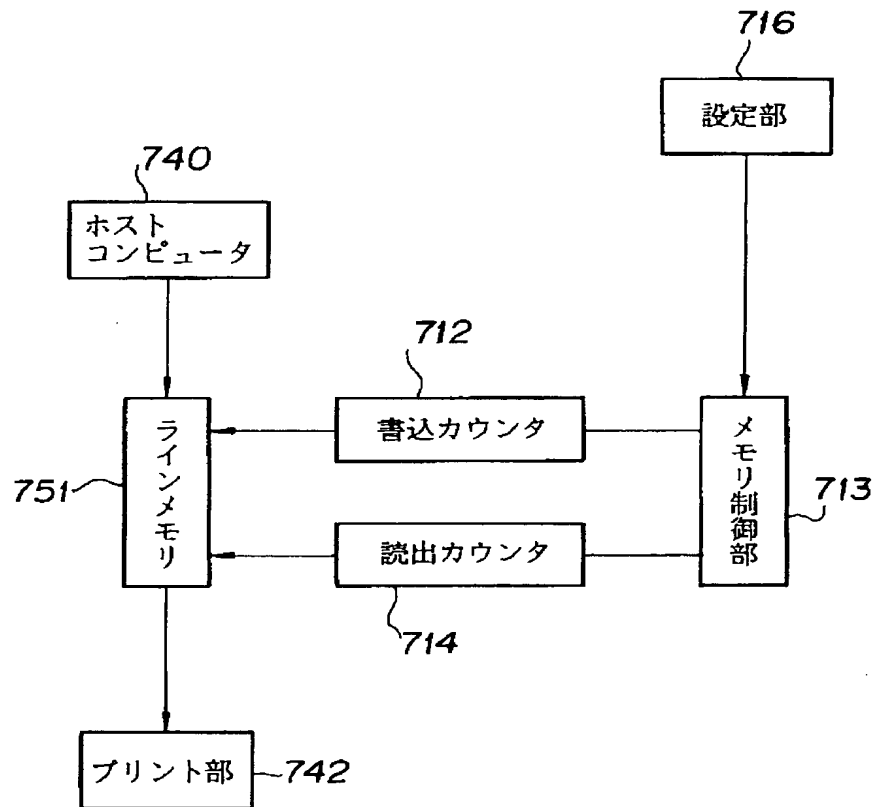 716
設定部
740
ホスト
コンピュータ
712
書込カウンタ
ラインメモリ
751
メモリ制御部
713
読出カウンタ
714
プリント部
742